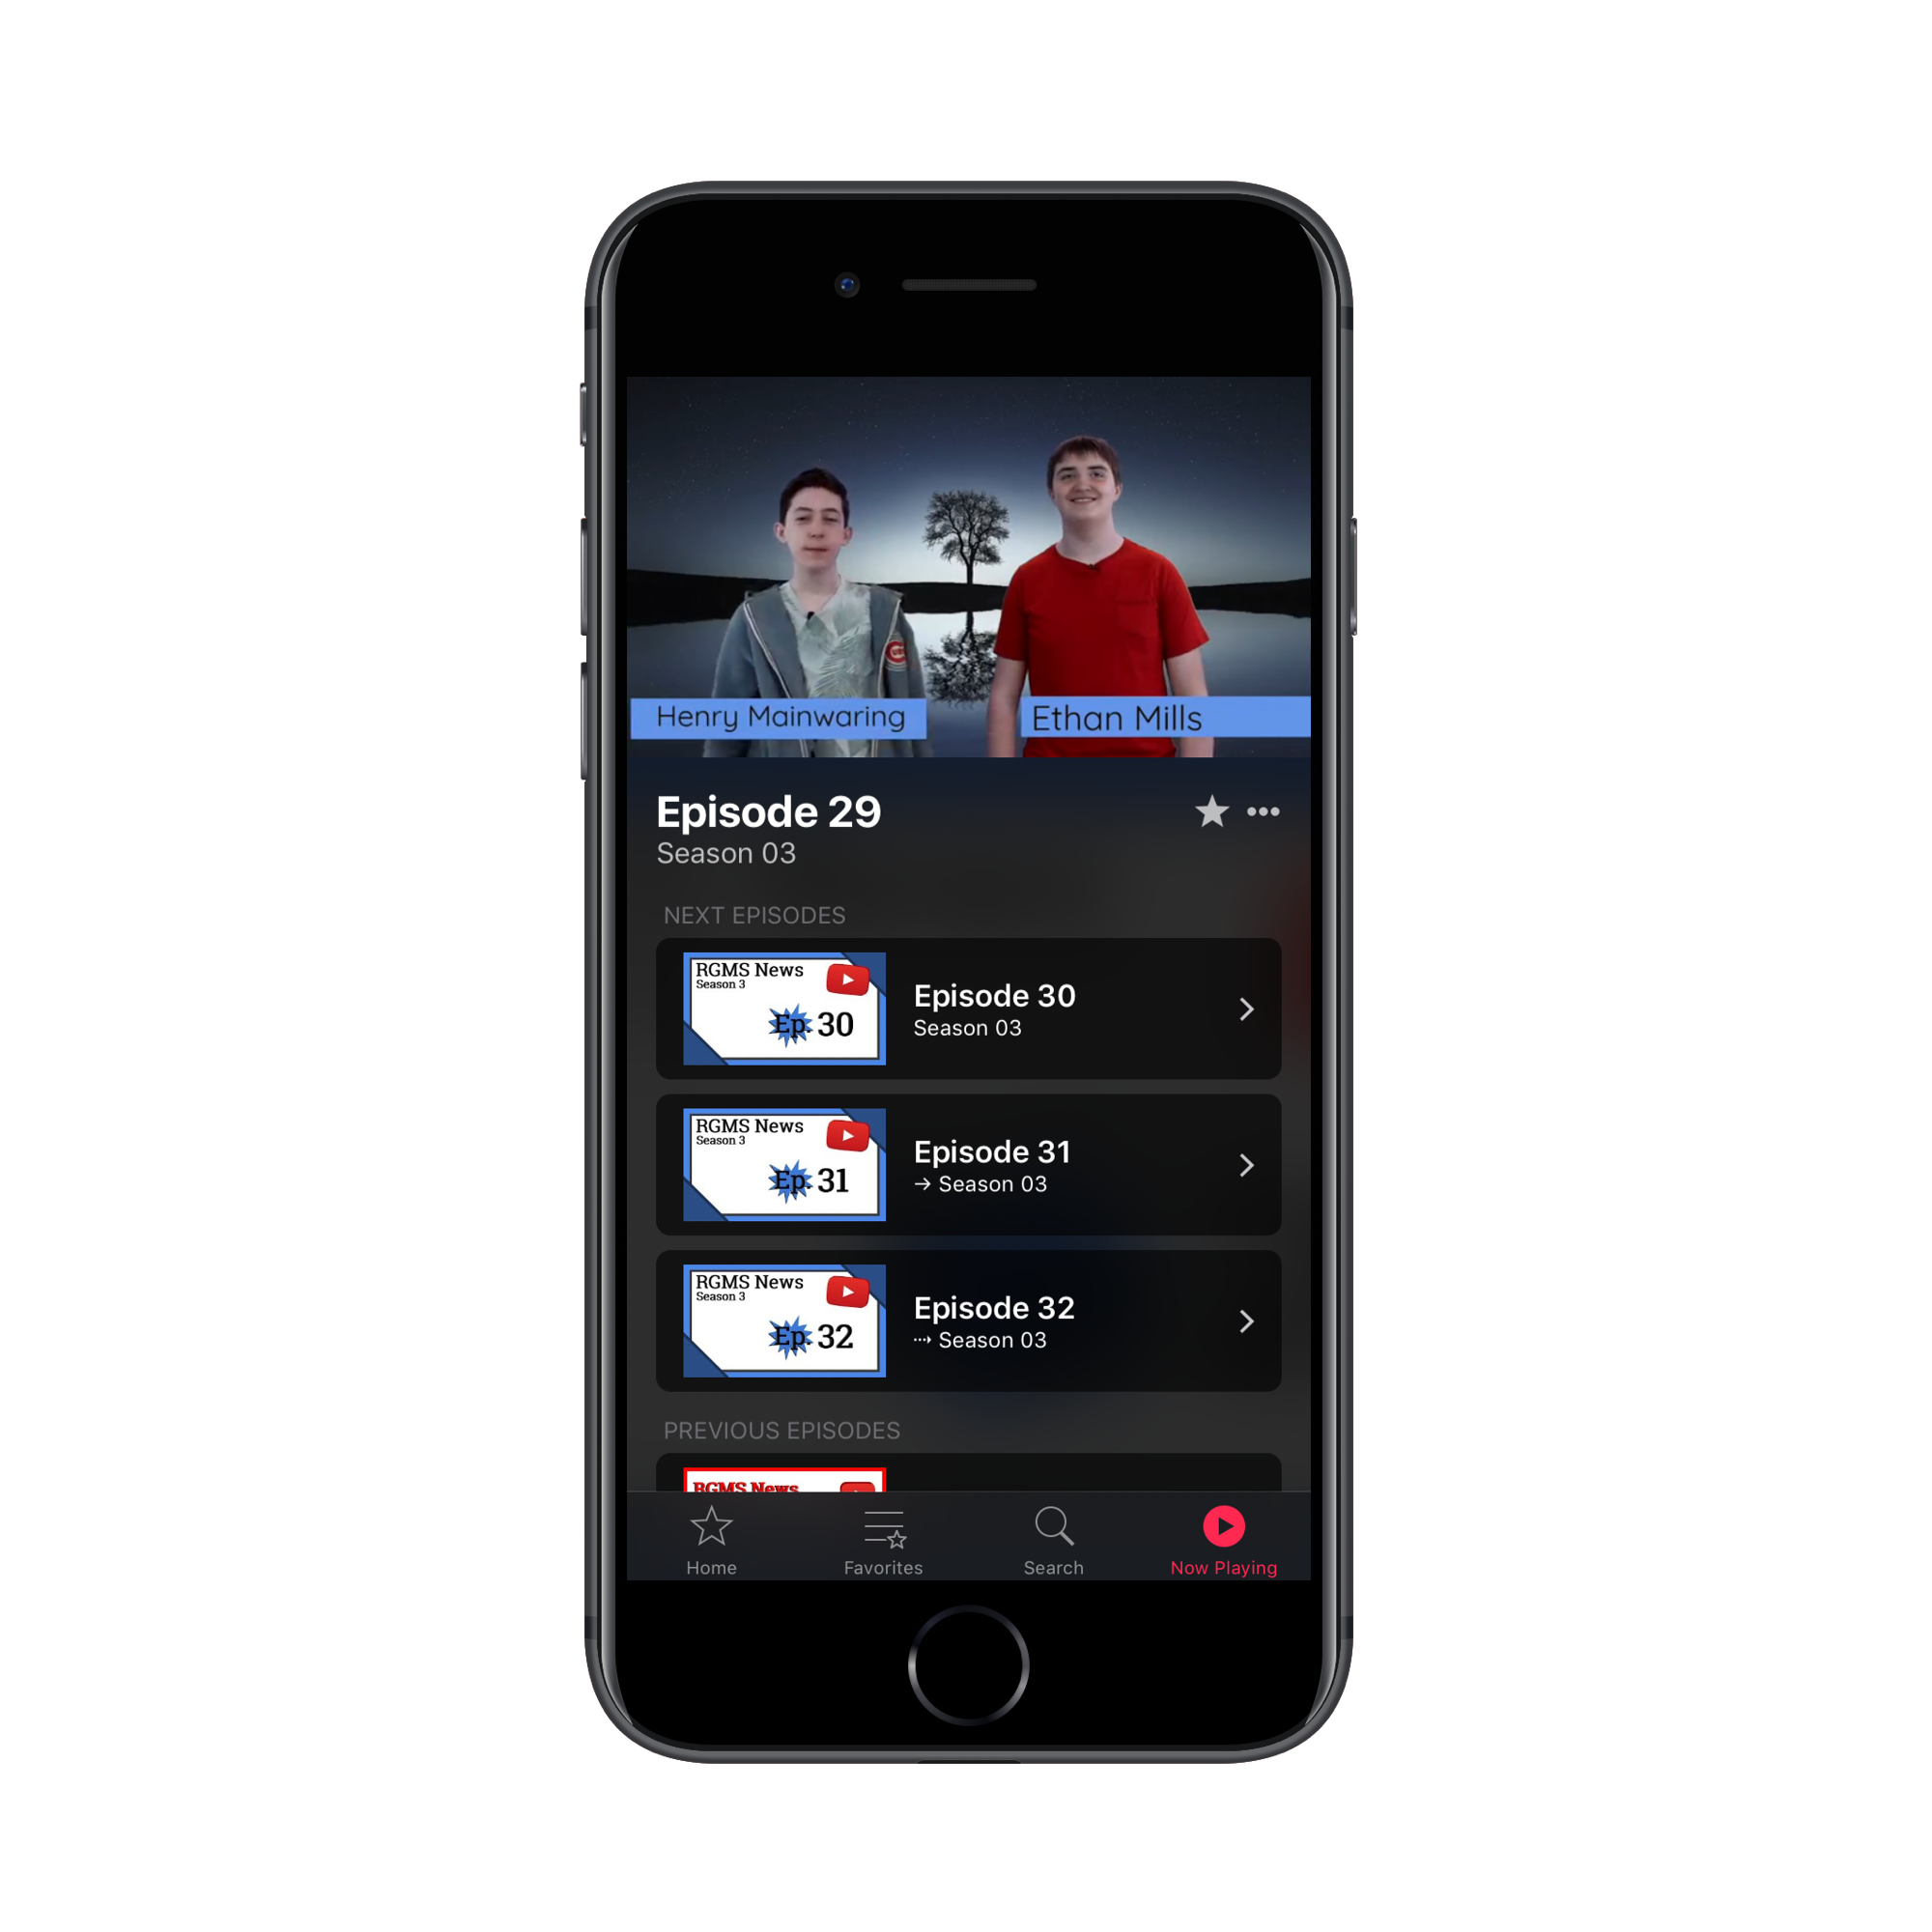 Henry Mainwaring
Ethan Mills
Episode 29
Season 03
NEXT EPISODES
RGMS News
Season 3
Ep. 30
Episode 30
Season 03
RGMS News
Season 3
Ep. 31
Episode 31
→ Season 03
RGMS News
Season 3
Ep. 32
Episode 32
Season 03
PREVIOUS EPISODES
RGMS News
Home
Favorites
Search
Now Playing